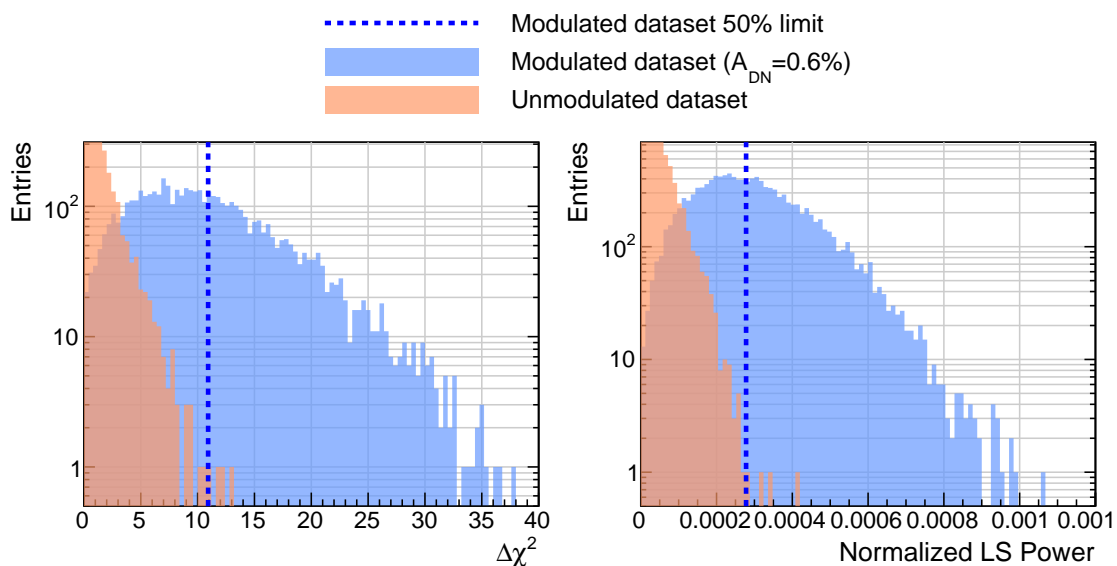 Modulated dataset 50% limit
Modulated dataset (A_DN=0.6%)
Unmodulated dataset
Entries
10²
10
1
0 5 10 15 20 25 30 35 40
Δχ²
Entries
10²
10
1
0 0.0002 0.0004 0.0006 0.0008 0.001 0.001
Normalized LS Power